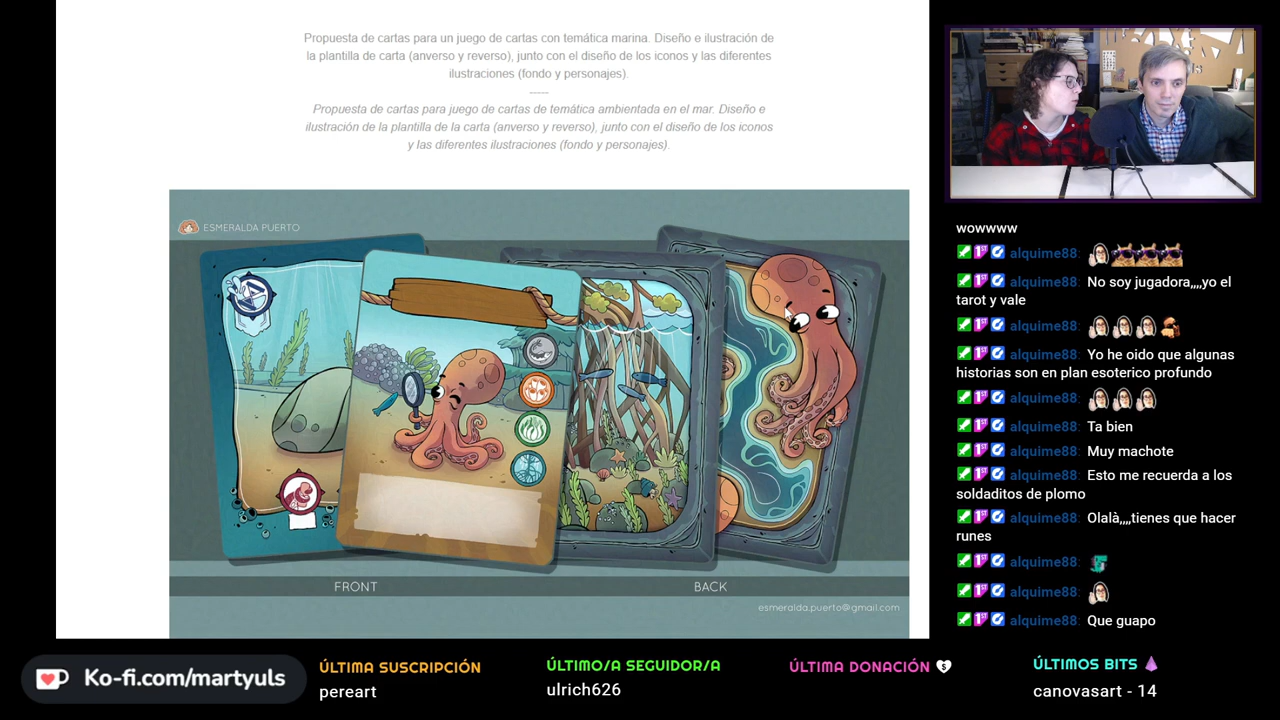 Propuesta de cartas para un juego de cartas con temática marina. Diseño e ilustración de
la plantilla de carta (anverso y reverso), junto con el diseño de los iconos y las diferentes
ilustraciones (fondo y personajes).
-----
Propuesta de cartas para juego de cartas de temática ambientada en el mar. Diseño e
ilustración de la plantilla de la carta (anverso y reverso), junto con el diseño de los iconos
y las diferentes ilustraciones (fondo y personajes).
ESMERALDA PUERTO
FRONT
BACK
esmeralda.puerto@gmail.com
wowwww
alquime88:
alquime88: No soy jugadora,,,,yo el
tarot y vale
alquime88:
alquime88: Yo he oido que algunas
historias son en plan esoterico profundo
alquime88:
alquime88: Ta bien
alquime88: Muy machote
alquime88: Esto me recuerda a los
soldaditos de plomo
alquime88: Olalà,,,,tienes que hacer
runes
alquime88:
alquime88:
alquime88: Que guapo
Ko-fi.com/martyuls
ÚLTIMA SUSCRIPCIÓN
pereart
ÚLTIMO/A SEGUIDOR/A
ulrich626
ÚLTIMA DONACIÓN
ÚLTIMOS BITS
canovasart - 14